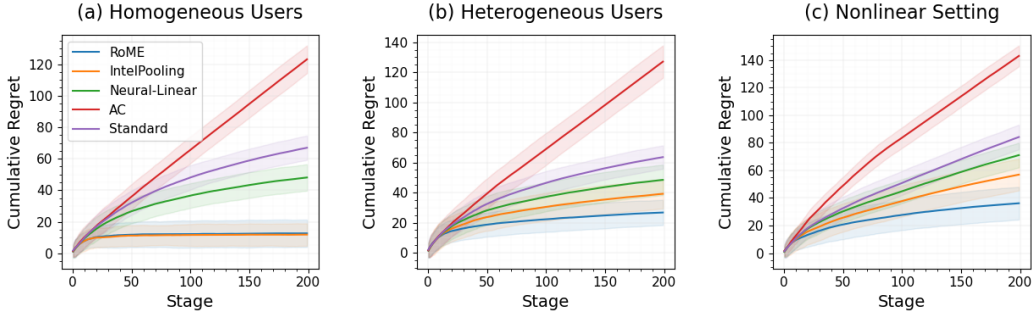 (a) Homogeneous Users
Cumulative Regret
120
100
80
60
40
20
0
RoME
IntelPooling
Neural-Linear
AC
Standard
0 50 100 150 200
Stage
(b) Heterogeneous Users
Cumulative Regret
140
120
100
80
60
40
20
0
0 50 100 150 200
Stage
(c) Nonlinear Setting
Cumulative Regret
140
120
100
80
60
40
20
0
0 50 100 150 200
Stage